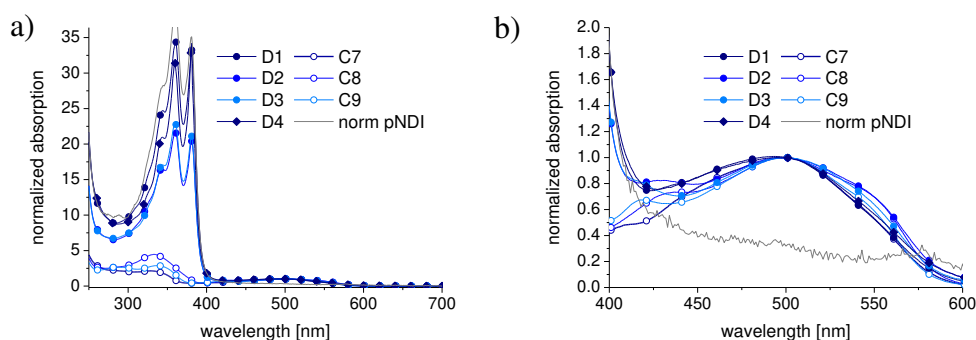 a)
normalized absorption
35
30
25
20
15
10
5
0
D1 C7
D2 C8
D3 C9
D4 norm pNDI
300 400 500 600 700
wavelength [nm]
b)
normalized absorption
2.0
1.8
1.6
1.4
1.2
1.0
0.8
0.6
0.4
0.2
0.0
D1 C7
D2 C8
D3 C9
D4 norm pNDI
400 450 500 550 600
wavelength [nm]